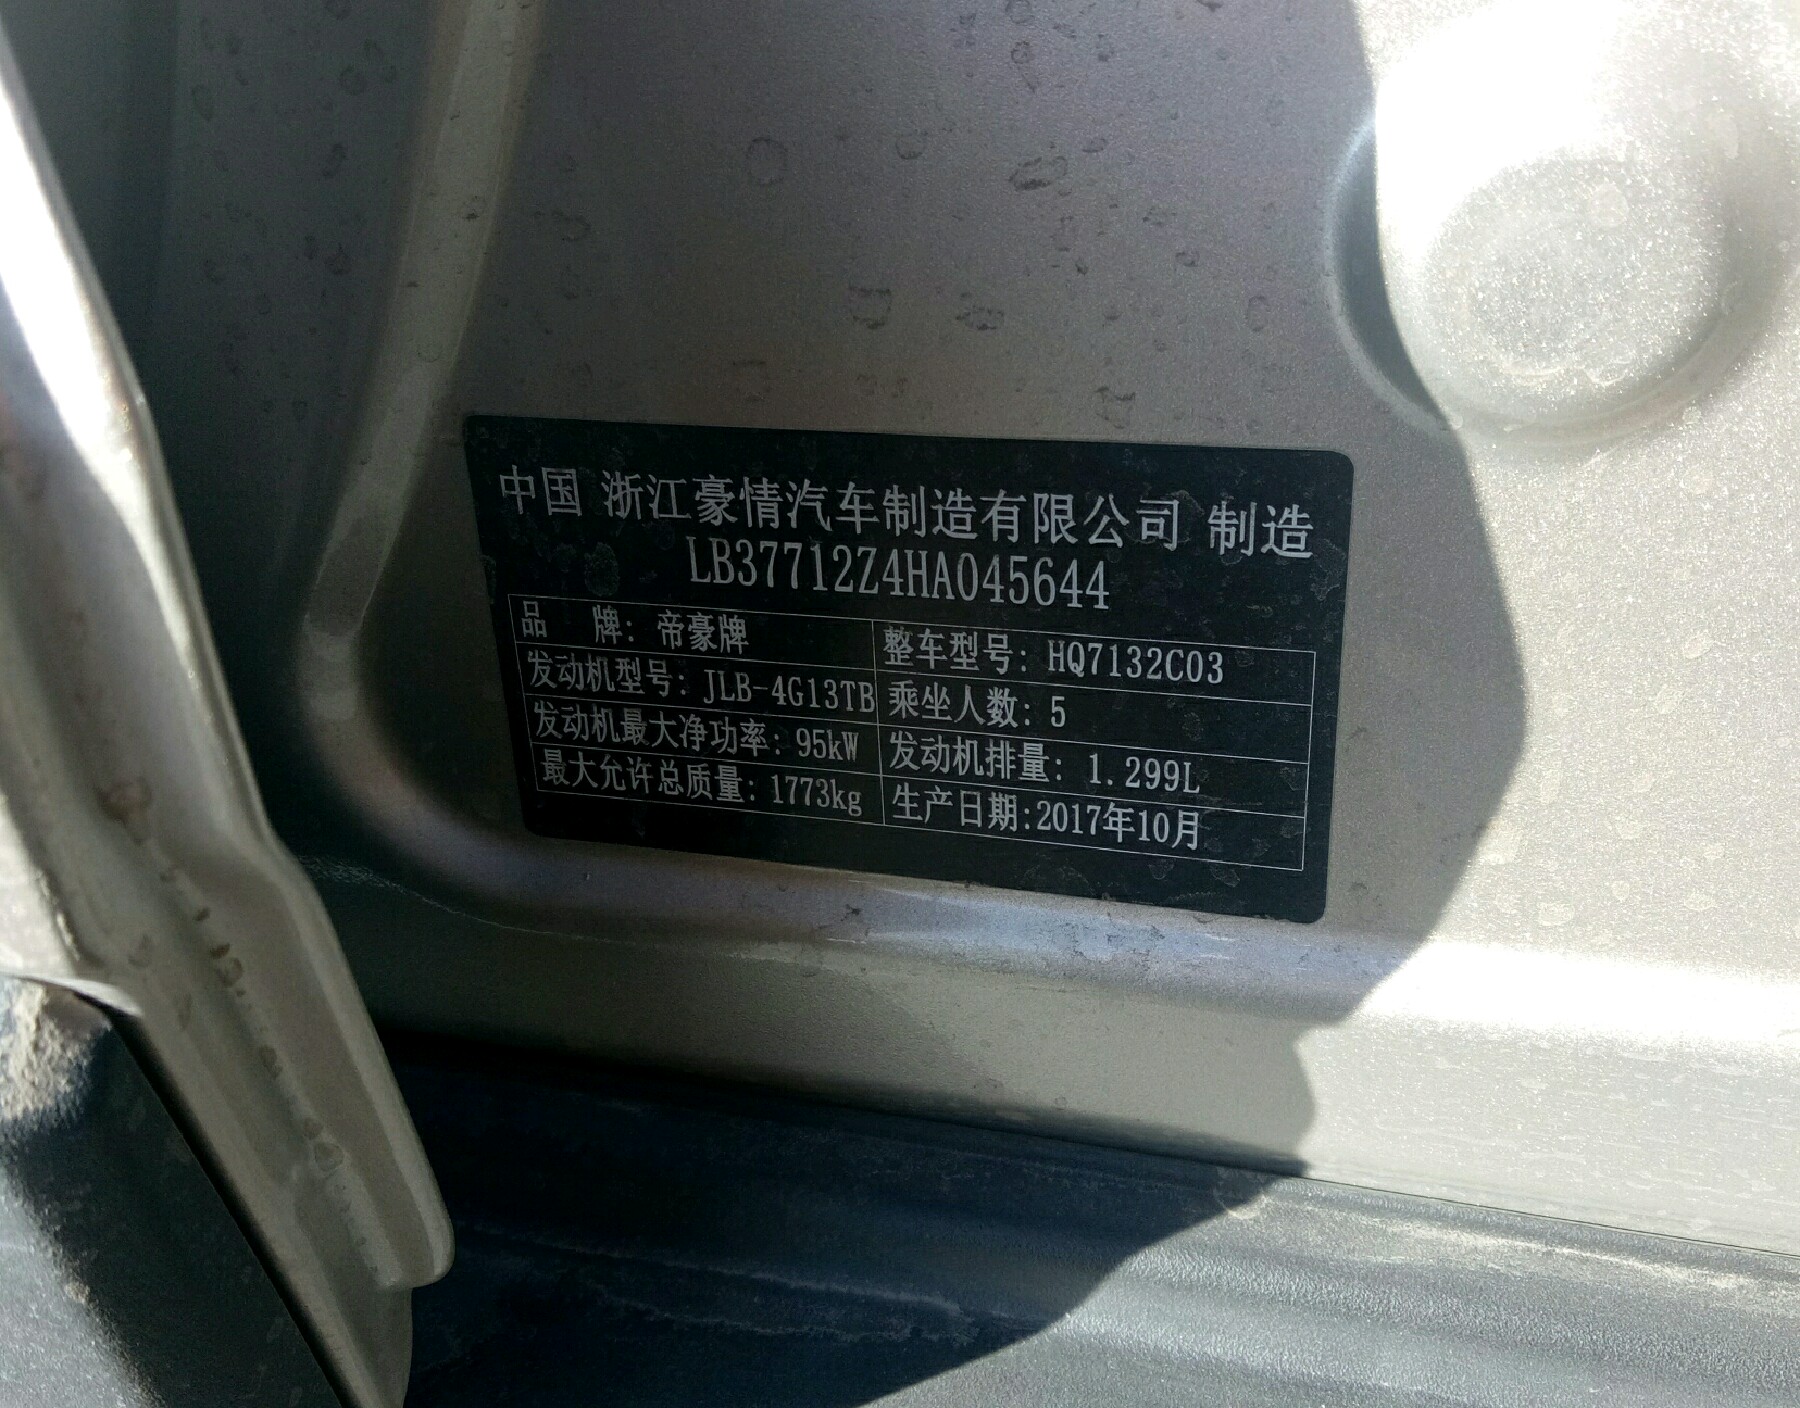 中国 浙江豪情汽车制造有限公司 制造
LB37712Z4HA045644
品 牌: 帝豪牌 整车型号: HQ7132C03
发动机型号: JLB-4G13TB 乘坐人数: 5
发动机最大净功率: 95kW 发动机排量: 1.299L
最大允许总质量: 1773kg 生产日期:2017年10月